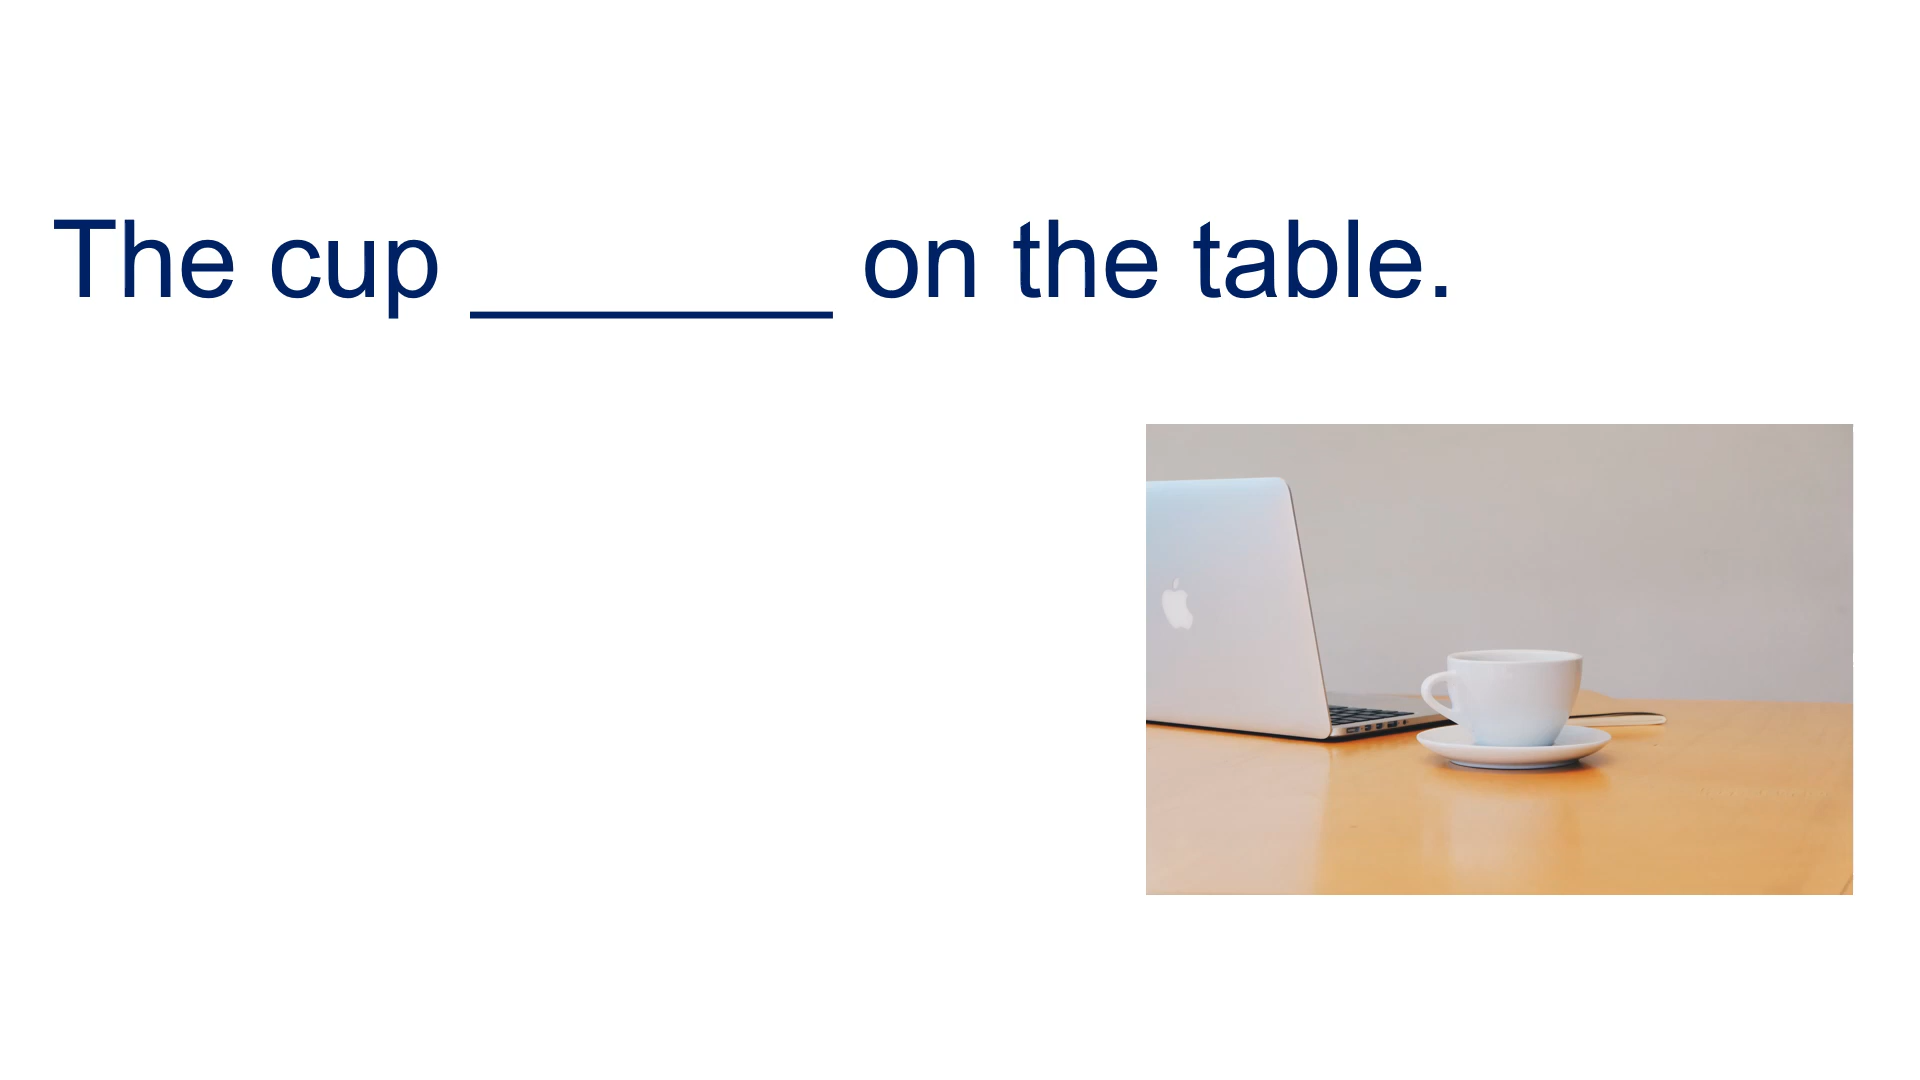 The cup _______ on the table.